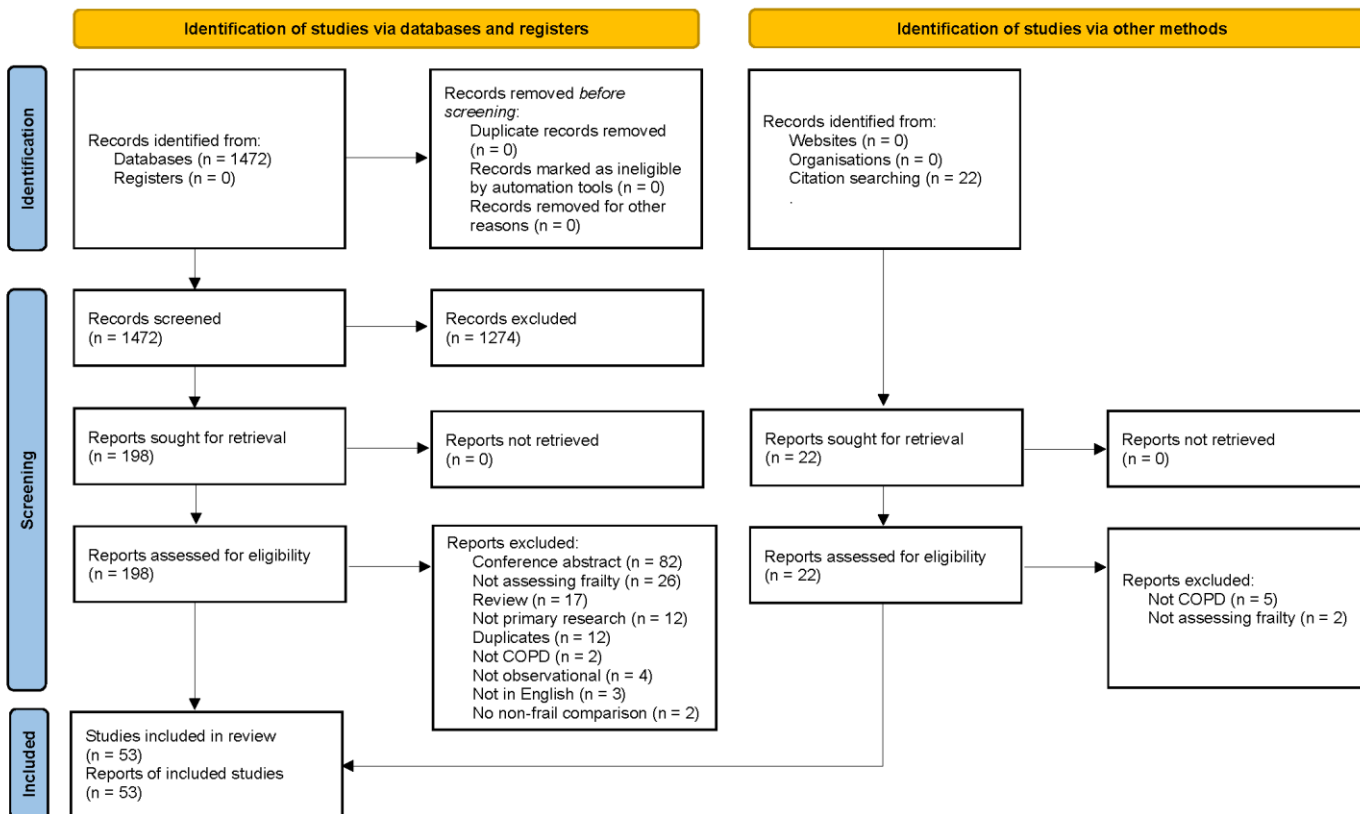 Identification of studies via databases and registers
Identification of studies via other methods
Identification
Records identified from:
Databases (n = 1472)
Registers (n = 0)
Records removed before
screening:
Duplicate records removed
(n = 0)
Records marked as ineligible
by automation tools (n = 0)
Records removed for other
reasons (n = 0)
Records identified from:
Websites (n = 0)
Organisations (n = 0)
Citation searching (n = 22)
.
Screening
Records screened
(n = 1472)
Records excluded
(n = 1274)
Reports sought for retrieval
(n = 198)
Reports not retrieved
(n = 0)
Reports sought for retrieval
(n = 22)
Reports not retrieved
(n = 0)
Reports assessed for eligibility
(n = 198)
Reports excluded:
Conference abstract (n = 82)
Not assessing frailty (n = 26)
Review (n = 17)
Not primary research (n = 12)
Duplicates (n = 12)
Not COPD (n = 2)
Not observational (n = 4)
Not in English (n = 3)
No non-frail comparison (n = 2)
Reports assessed for eligibility
(n = 22)
Reports excluded:
Not COPD (n = 5)
Not assessing frailty (n = 2)
Included
Studies included in review
(n = 53)
Reports of included studies
(n = 53)